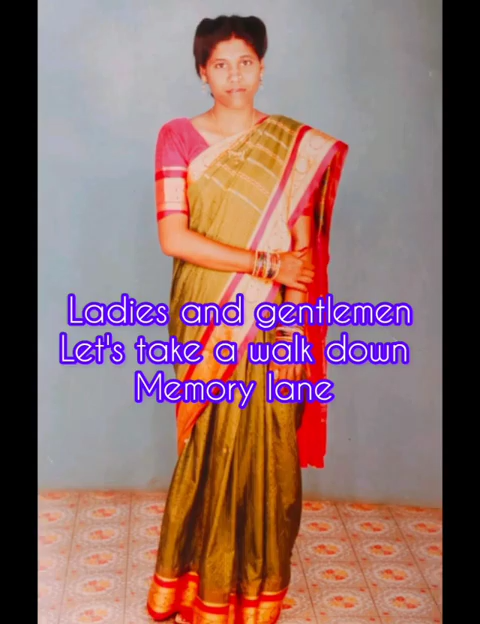 Ladies and gentlemen
Let's take a walk down
Memory lane